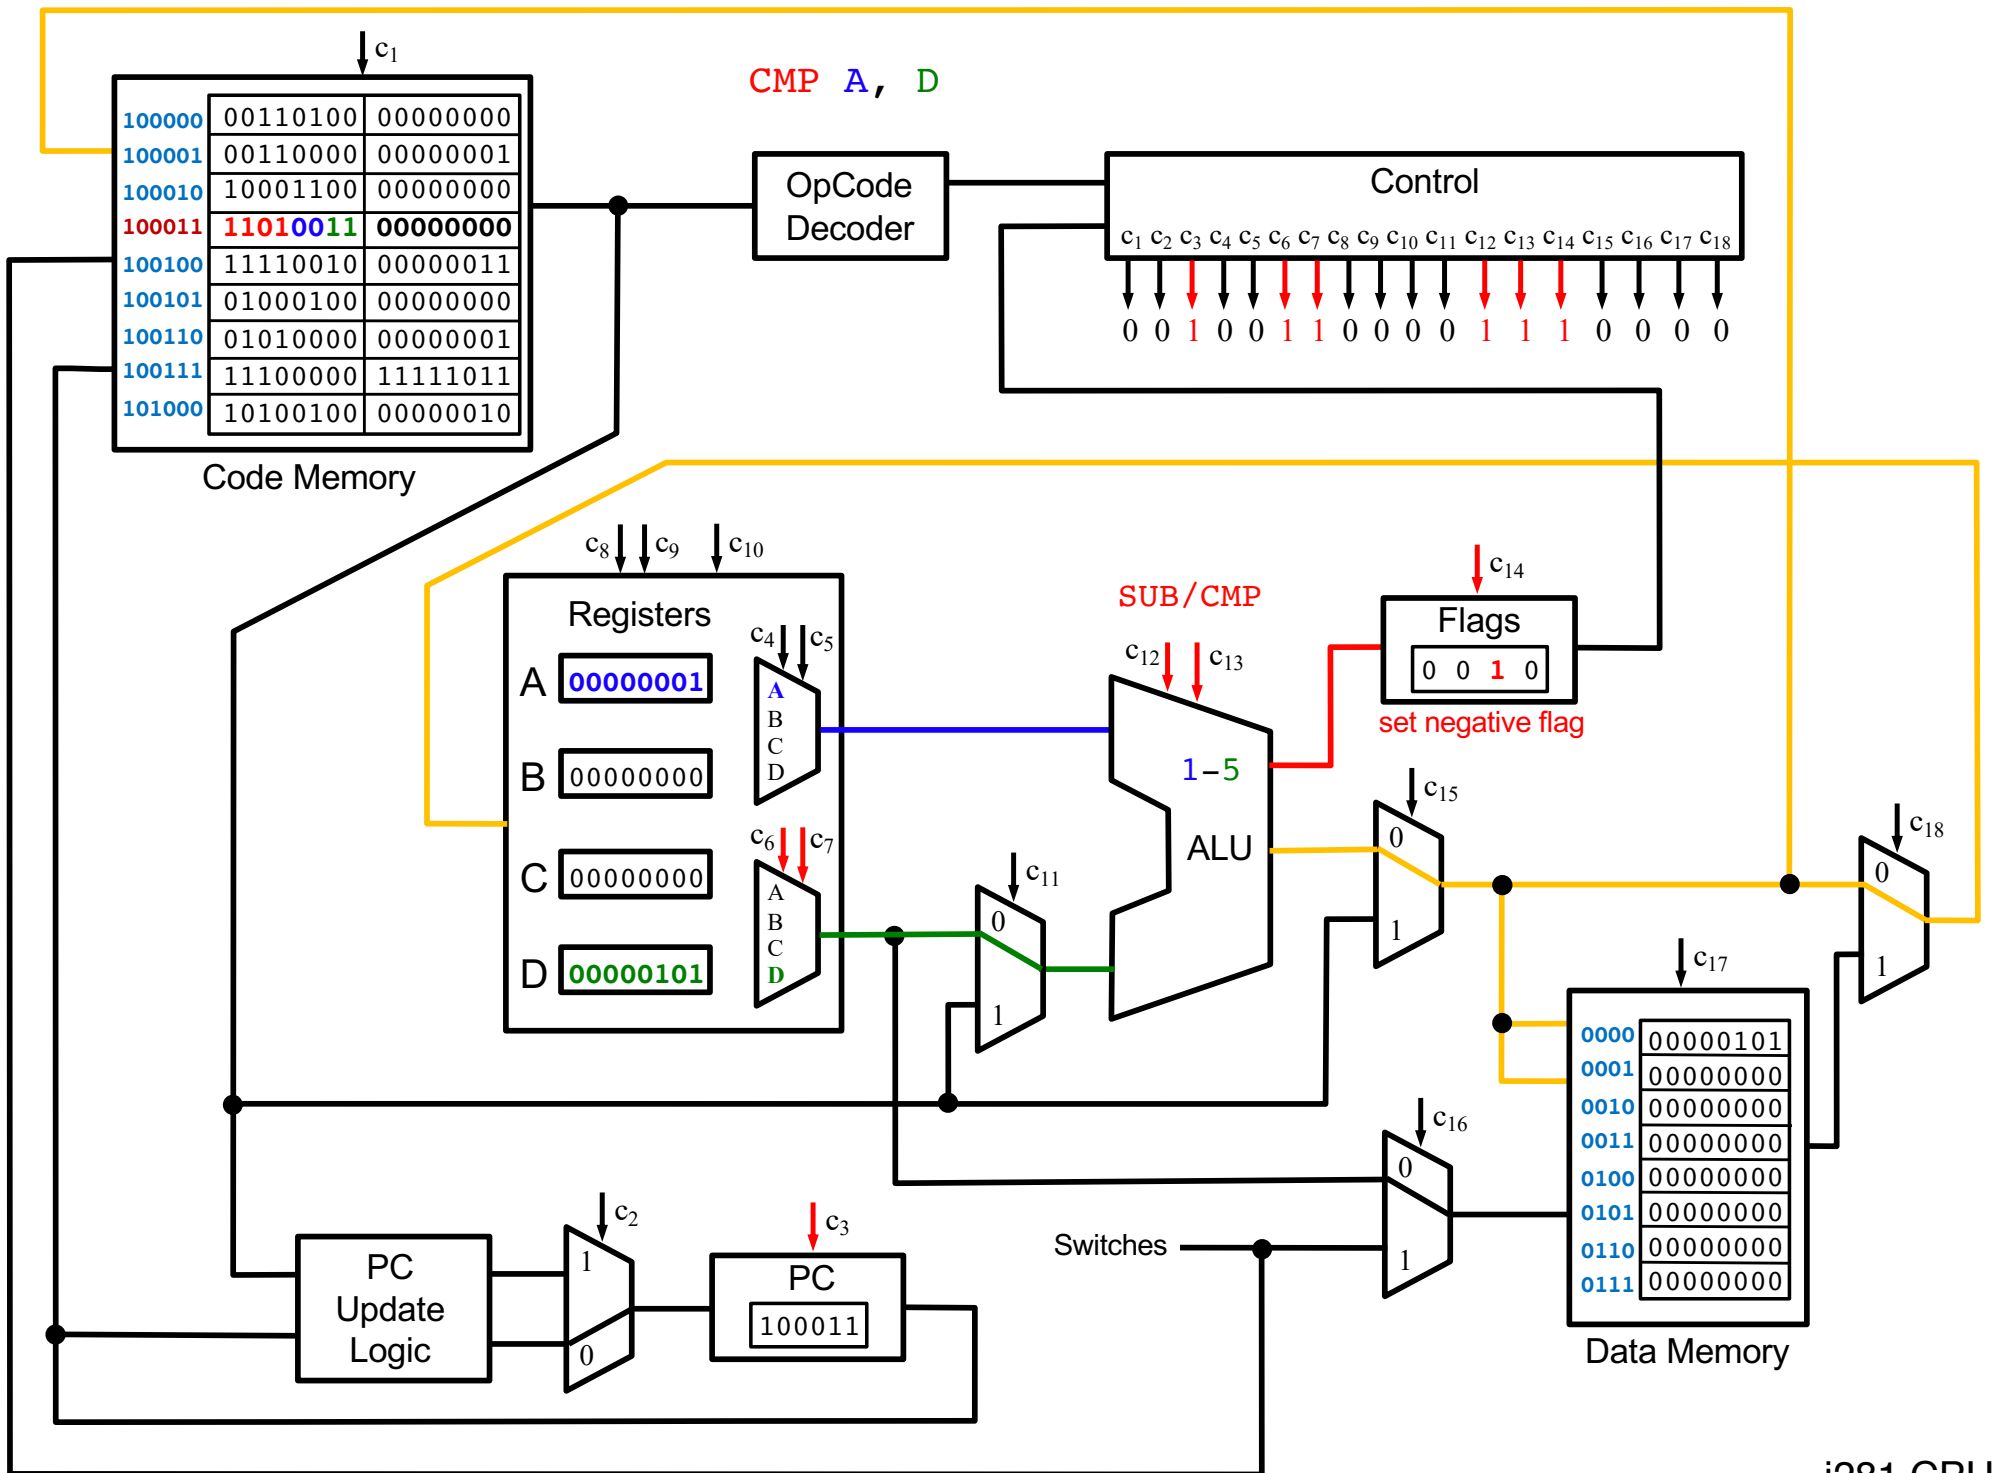 c1
CMP A, D
100000 00110100 00000000
100001 00110000 00000001
100010 10001100 00000000
100011 11010011 00000000
100100 11110010 00000011
100101 01000100 00000000
100110 01010000 00000001
100111 11100000 11111011
101000 10100100 00000010
Code Memory
OpCode
Decoder
Control
c1 c2 c3 c4 c5 c6 c7 c8 c9 c10 c11 c12 c13 c14 c15 c16 c17 c18
0 0 1 0 0 1 1 0 0 0 0 1 1 1 0 0 0 0
c8 c9 c10
Registers
A 00000001
B 00000000
C 00000000
D 00000101
c4 c5
A
B
C
D
c6 c7
A
B
C
D
c11
0
1
SUB/CMP
c12 c13
1-5
ALU
c14
Flags
0 0 1 0
set negative flag
c15
0
1
c18
0
1
c17
0000 00000101
0001 00000000
0010 00000000
0011 00000000
0100 00000000
0101 00000000
0110 00000000
0111 00000000
Data Memory
c16
0
1
Switches
PC
Update
Logic
c2
1
0
c3
PC
100011